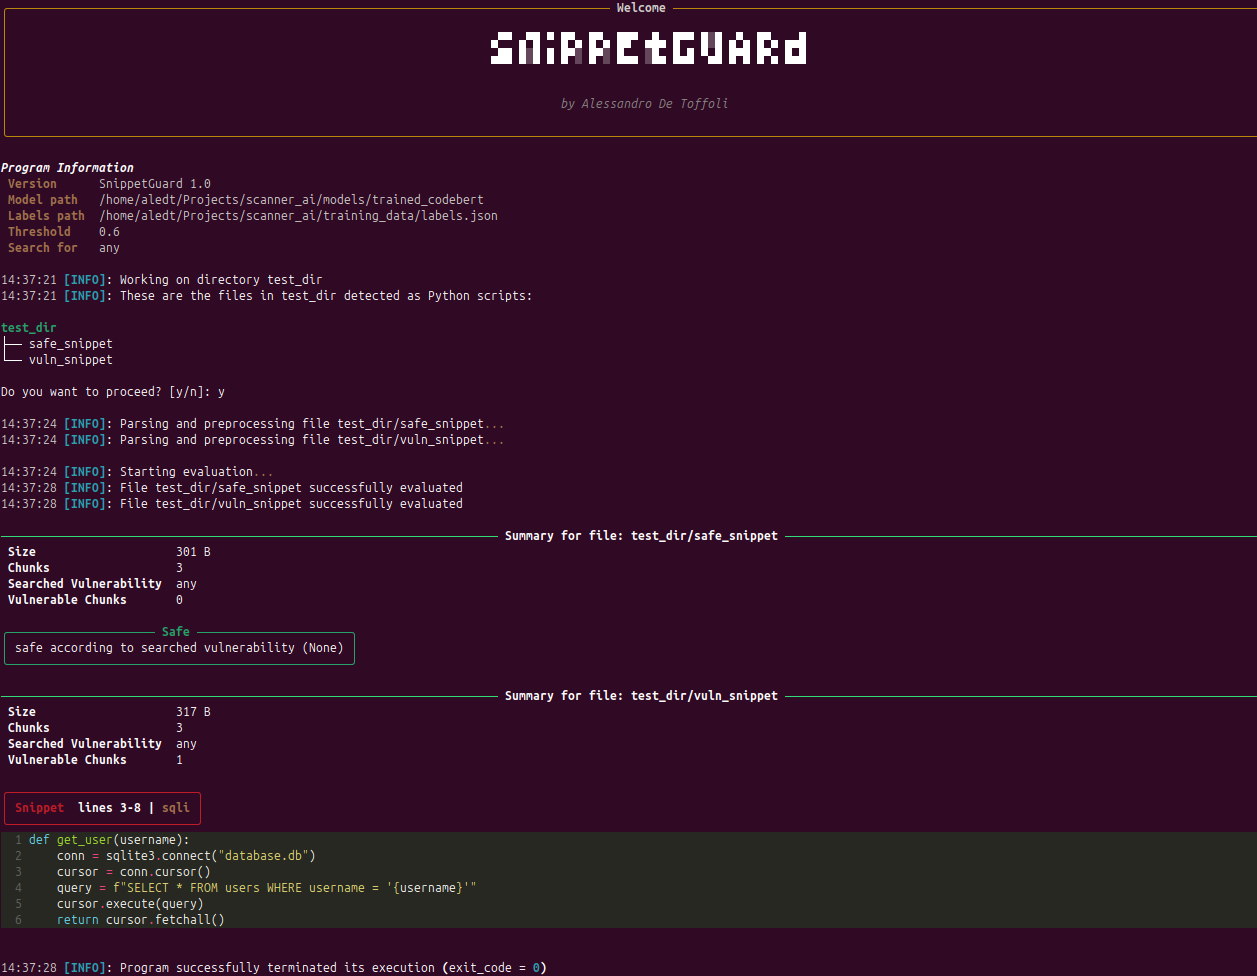 Welcome
SnippEtGUARd
by Alessandro De Toffoli
Program Information
Version SnippetGuard 1.0
Model path /home/aledt/Projects/scanner_ai/models/trained_codebert
Labels path /home/aledt/Projects/scanner_ai/training_data/labels.json
Threshold 0.6
Search for any
14:37:21 [INFO]: Working on directory test_dir
14:37:21 [INFO]: These are the files in test_dir detected as Python scripts:
test_dir
safe_snippet
vuln_snippet
Do you want to proceed? [y/n]: y
14:37:24 [INFO]: Parsing and preprocessing file test_dir/safe_snippet...
14:37:24 [INFO]: Parsing and preprocessing file test_dir/vuln_snippet...
14:37:24 [INFO]: Starting evaluation...
14:37:28 [INFO]: File test_dir/safe_snippet successfully evaluated
14:37:28 [INFO]: File test_dir/vuln_snippet successfully evaluated
Summary for file: test_dir/safe_snippet
Size 301 B
Chunks 3
Searched Vulnerability any
Vulnerable Chunks 0
Safe
safe according to searched vulnerability (None)
Summary for file: test_dir/vuln_snippet
Size 317 B
Chunks 3
Searched Vulnerability any
Vulnerable Chunks 1
Snippet lines 3-8 | sqli
1 def get_user(username):
2     conn = sqlite3.connect("database.db")
3     cursor = conn.cursor()
4     query = f"SELECT * FROM users WHERE username = '{username}'"
5     cursor.execute(query)
6     return cursor.fetchall()
14:37:28 [INFO]: Program successfully terminated its execution (exit_code = 0)